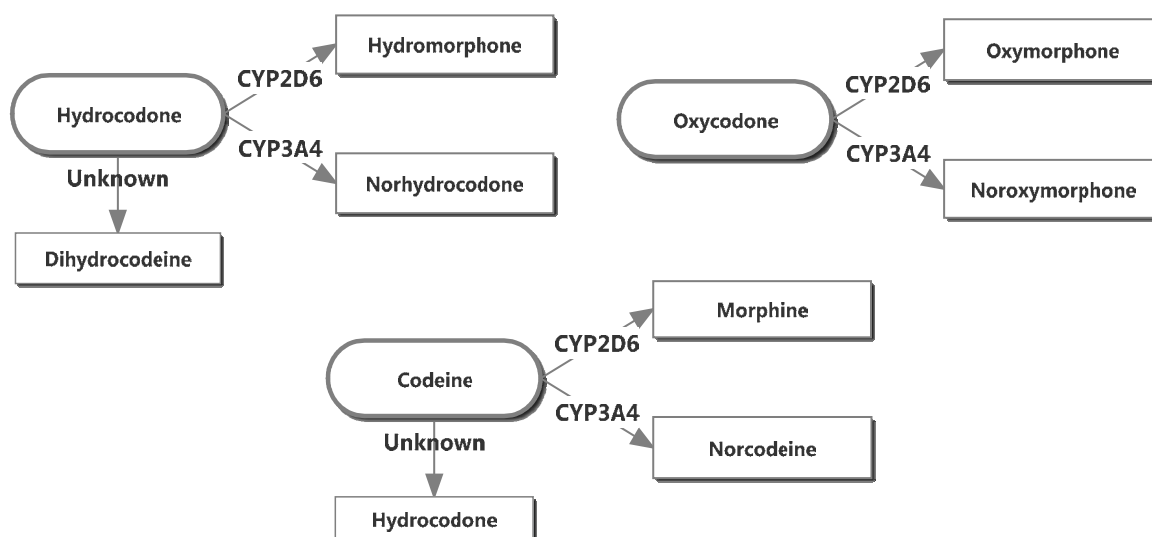 Hydromorphone
CYP2D6
Hydrocodone
CYP3A4
Norhydrocodone
Unknown
Dihydrocodeine
Oxymorphone
CYP2D6
Oxycodone
CYP3A4
Noroxymorphone
Morphine
CYP2D6
Codeine
CYP3A4
Norcodeine
Unknown
Hydrocodone